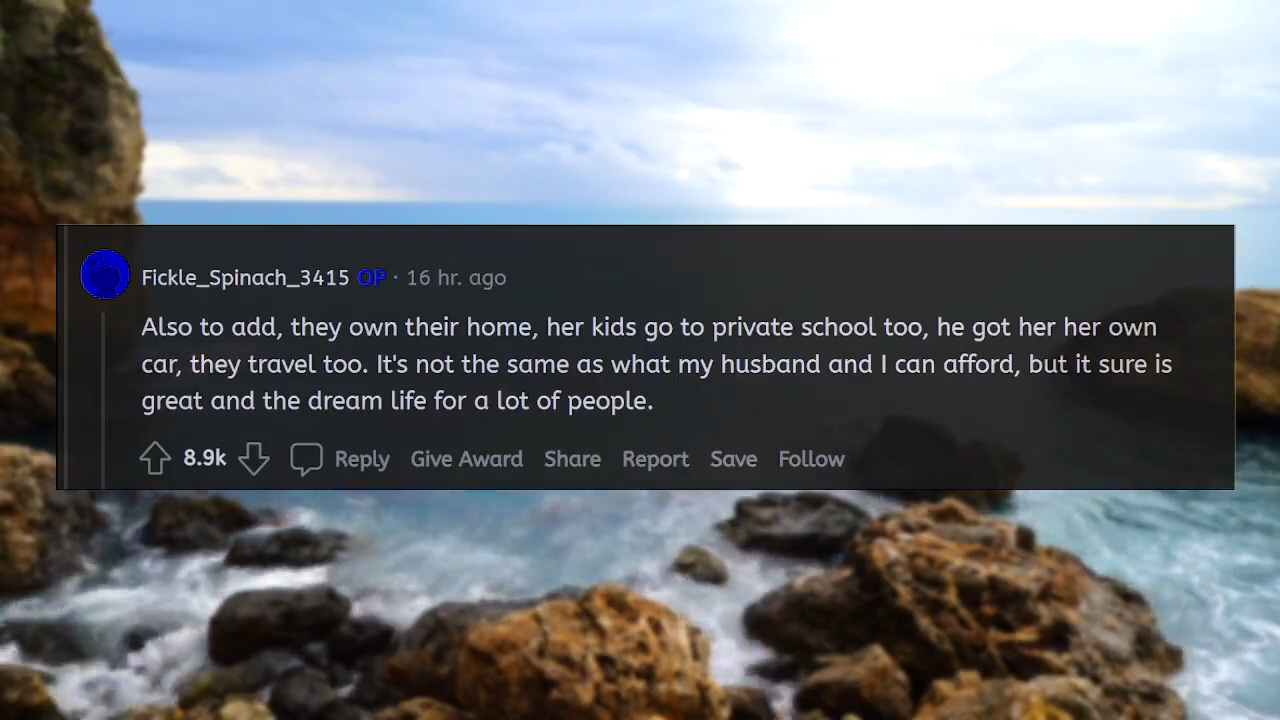 Fickle_Spinach_3415 OP · 16 hr. ago
Also to add, they own their home, her kids go to private school too, he got her her own
car, they travel too. It's not the same as what my husband and I can afford, but it sure is
great and the dream life for a lot of people.
8.9k Reply Give Award Share Report Save Follow